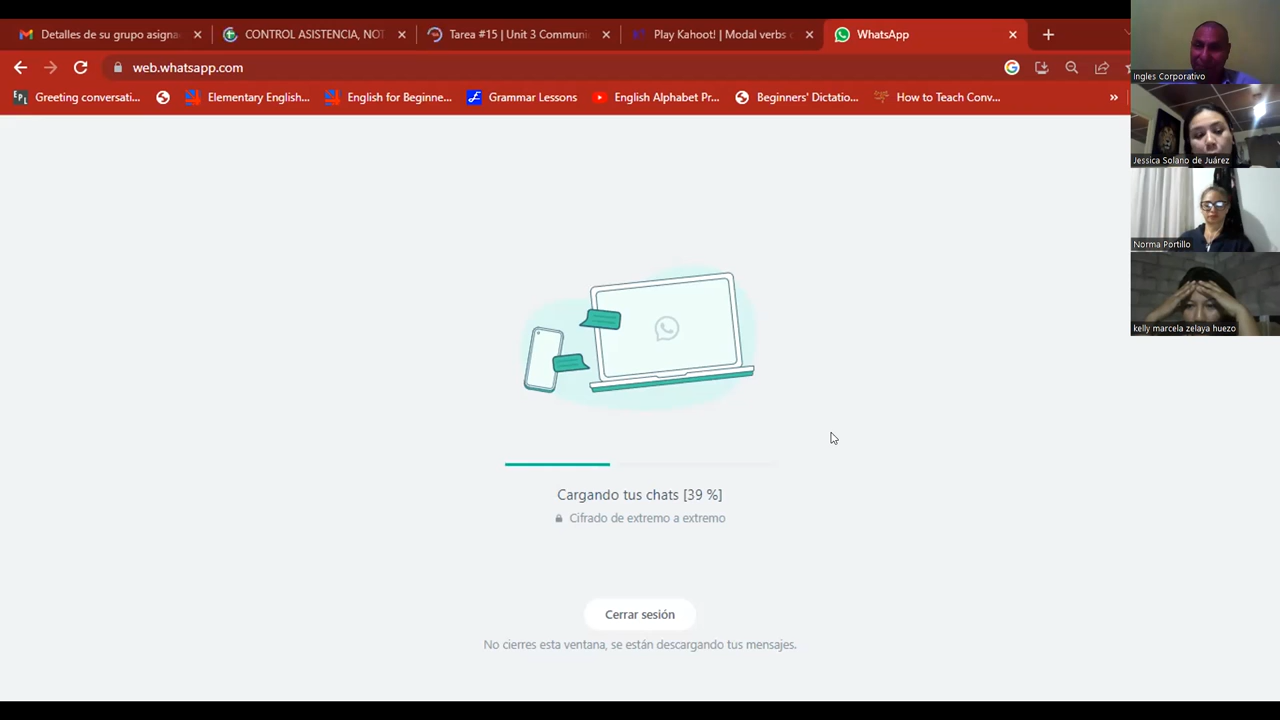 Detalles de su grupo asigna
CONTROL ASISTENCIA, NOT
Tarea #15 | Unit 3 Communi
Play Kahoot! | Modal verbs
WhatsApp
web.whatsapp.com
Greeting conversati...
Elementary English...
English for Beginne...
Grammar Lessons
English Alphabet Pr...
Beginners' Dictatio...
How to Teach Conv...
»
Ingles Corporativo
Jessica Solano de Juárez
Norma Portillo
kelly marcela zelaya huezo
Cargando tus chats [39 %]
Cifrado de extremo a extremo
Cerrar sesión
No cierres esta ventana, se están descargando tus mensajes.